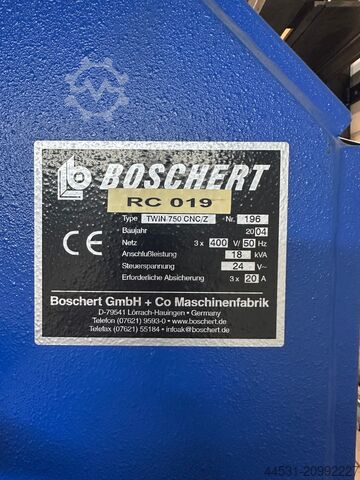 BOSCHERT
RC 019
Type TWIN 750 CNC/Z Nr. 196
Baujahr 2004
Netz 3 x 400 V/ 50 Hz
Anschlußleistung 18 kVA
Steuerspannung 24 V~
Erforderliche Absicherung 3 x 20 A
Boschert GmbH + Co Maschinenfabrik
D-79541 Lörrach-Hauingen • Germany
Telefon (07621) 9593-0 • www.boschert.de
Telefax (07621) 55184 • infoak@boschert.de
44531-20992227